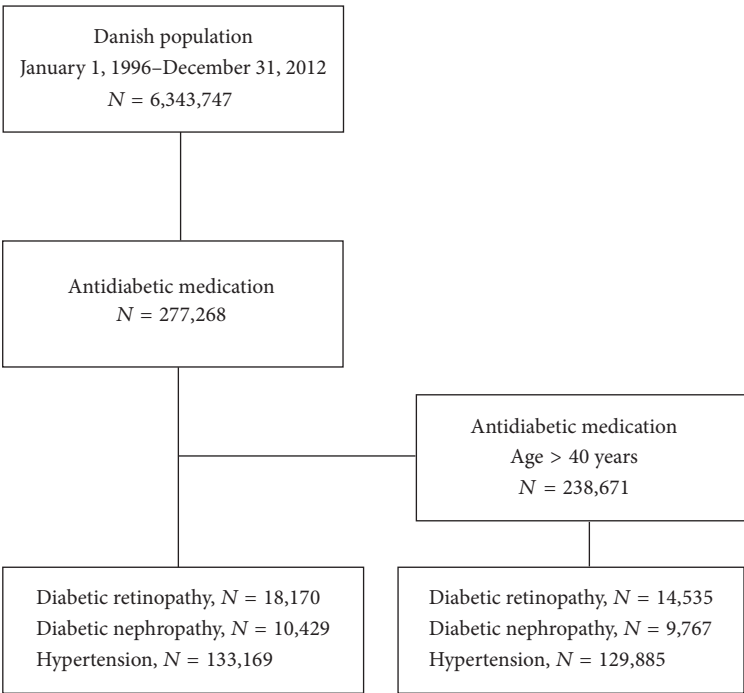 Danish population
January 1, 1996–December 31, 2012
N = 6,343,747
Antidiabetic medication
N = 277,268
Antidiabetic medication
Age > 40 years
N = 238,671
Diabetic retinopathy, N = 18,170
Diabetic nephropathy, N = 10,429
Hypertension, N = 133,169
Diabetic retinopathy, N = 14,535
Diabetic nephropathy, N = 9,767
Hypertension, N = 129,885